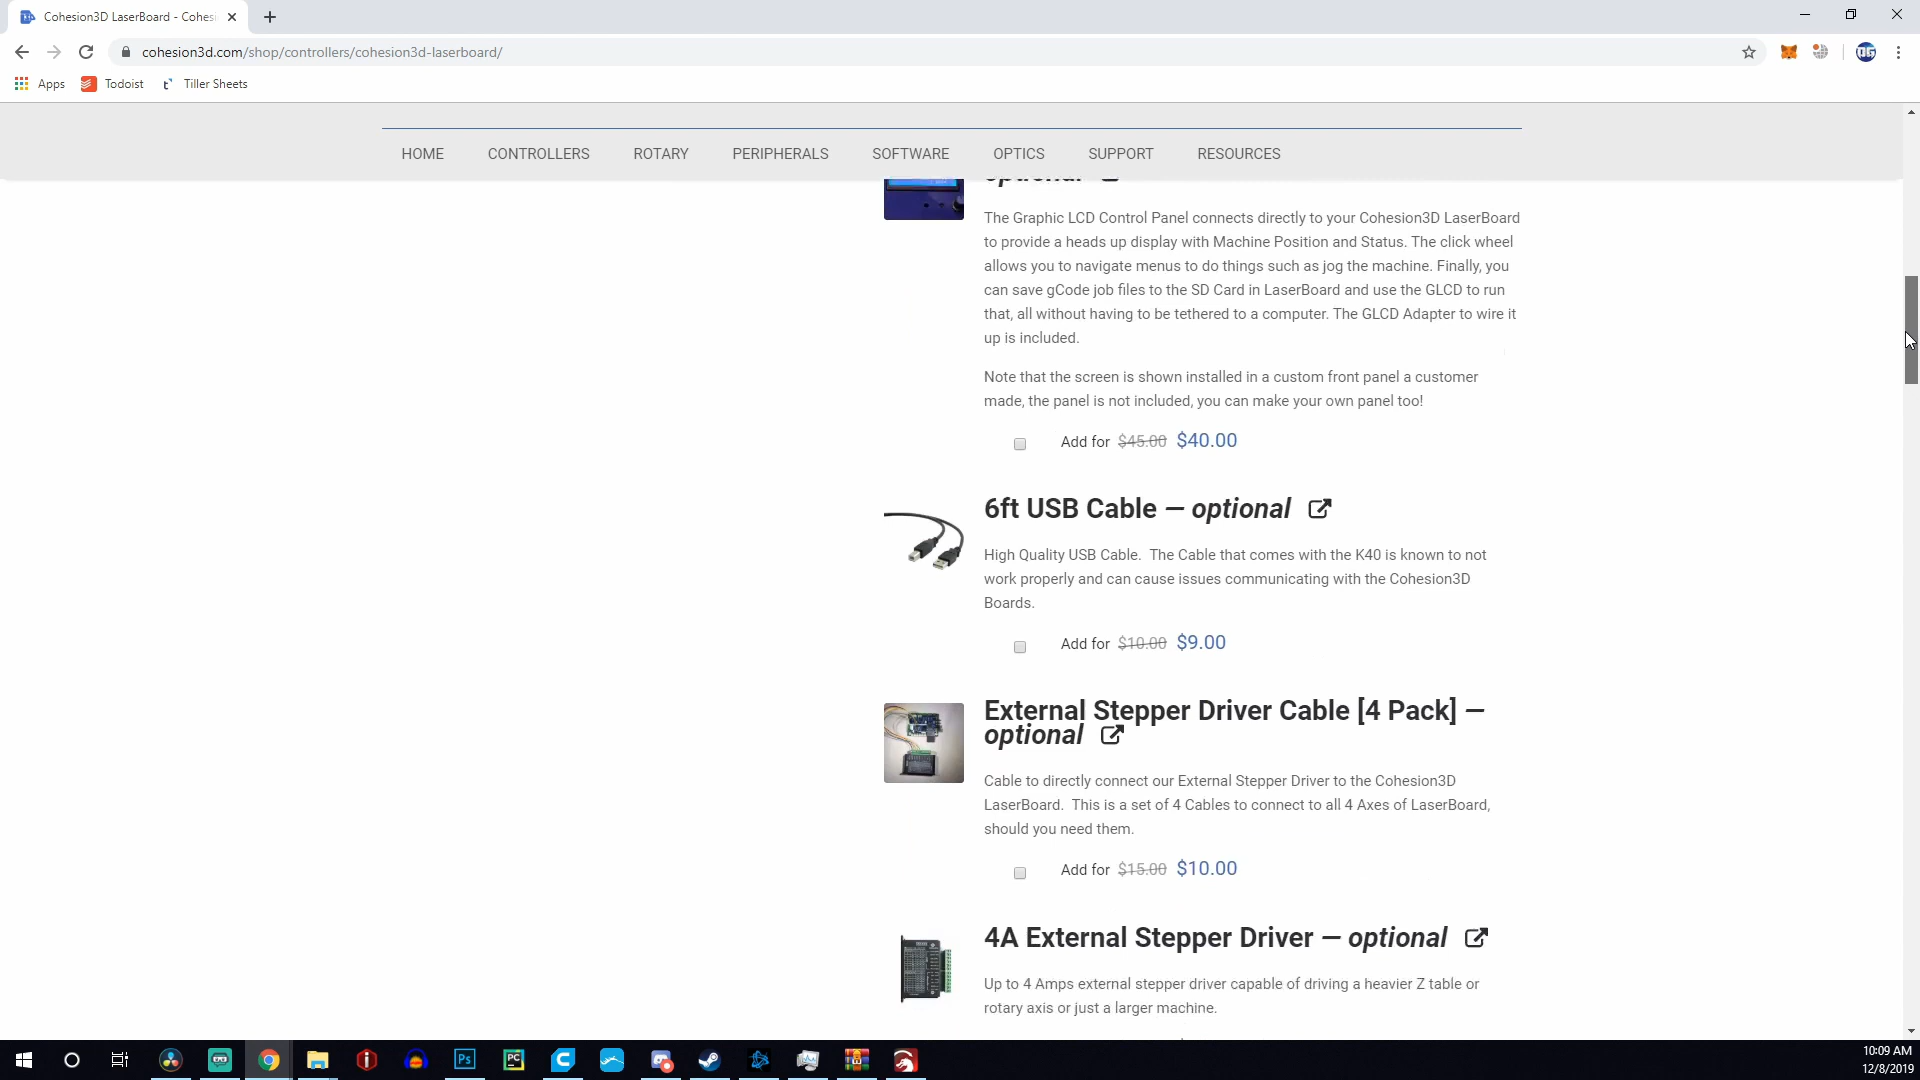 Cohesion3D LaserBoard - Cohes
cohesion3d.com/shop/controllers/cohesion3d-laserboard/
Apps Todoist Tiller Sheets
HOME CONTROLLERS ROTARY PERIPHERALS SOFTWARE OPTICS SUPPORT RESOURCES
optional
The Graphic LCD Control Panel connects directly to your Cohesion3D LaserBoard
to provide a heads up display with Machine Position and Status. The click wheel
allows you to navigate menus to do things such as jog the machine. Finally, you
can save gCode job files to the SD Card in LaserBoard and use the GLCD to run
that, all without having to be tethered to a computer. The GLCD Adapter to wire it
up is included.
Note that the screen is shown installed in a custom front panel a customer
made, the panel is not included, you can make your own panel too!
Add for $45.00 $40.00
6ft USB Cable — optional
High Quality USB Cable. The Cable that comes with the K40 is known to not
work properly and can cause issues communicating with the Cohesion3D
Boards.
Add for $10.00 $9.00
External Stepper Driver Cable [4 Pack] —
optional
Cable to directly connect our External Stepper Driver to the Cohesion3D
LaserBoard. This is a set of 4 Cables to connect to all 4 Axes of LaserBoard,
should you need them.
Add for $15.00 $10.00
4A External Stepper Driver — optional
Up to 4 Amps external stepper driver capable of driving a heavier Z table or
rotary axis or just a larger machine.
Ps PC
10:09 AM
12/8/2019